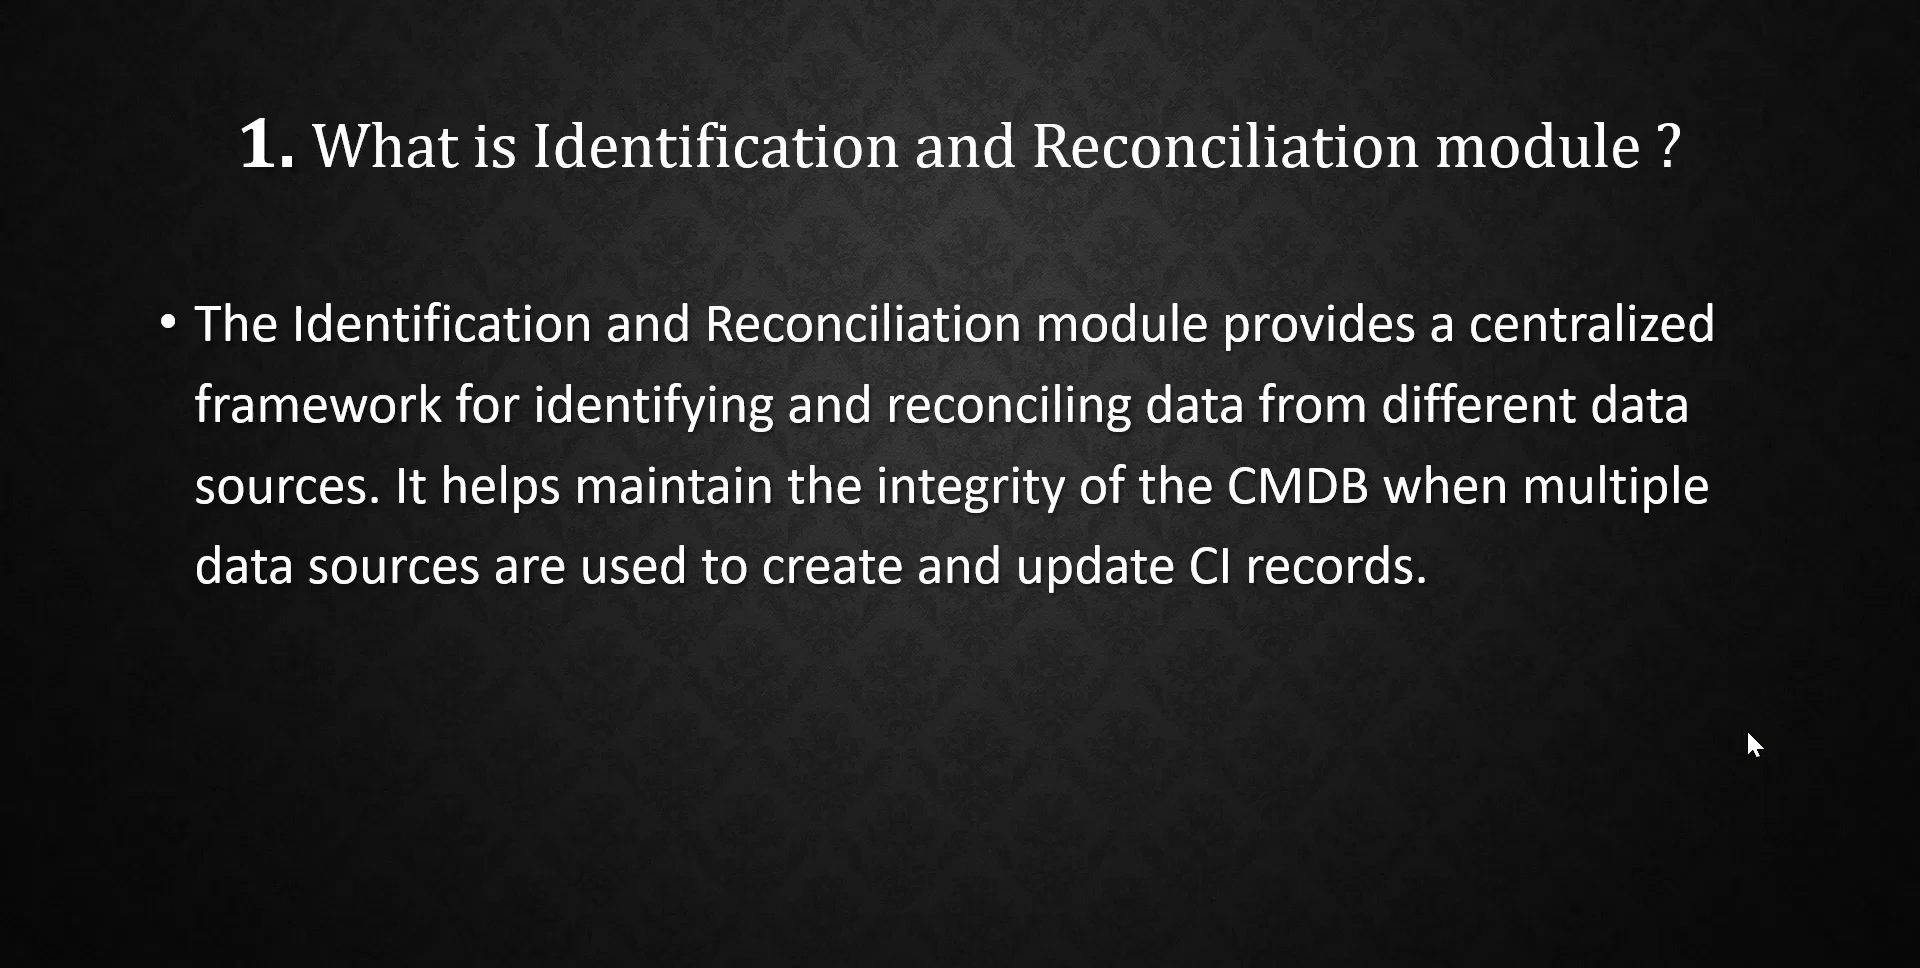 1. What is Identification and Reconciliation module ?
• The Identification and Reconciliation module provides a centralized
framework for identifying and reconciling data from different data
sources. It helps maintain the integrity of the CMDB when multiple
data sources are used to create and update CI records.